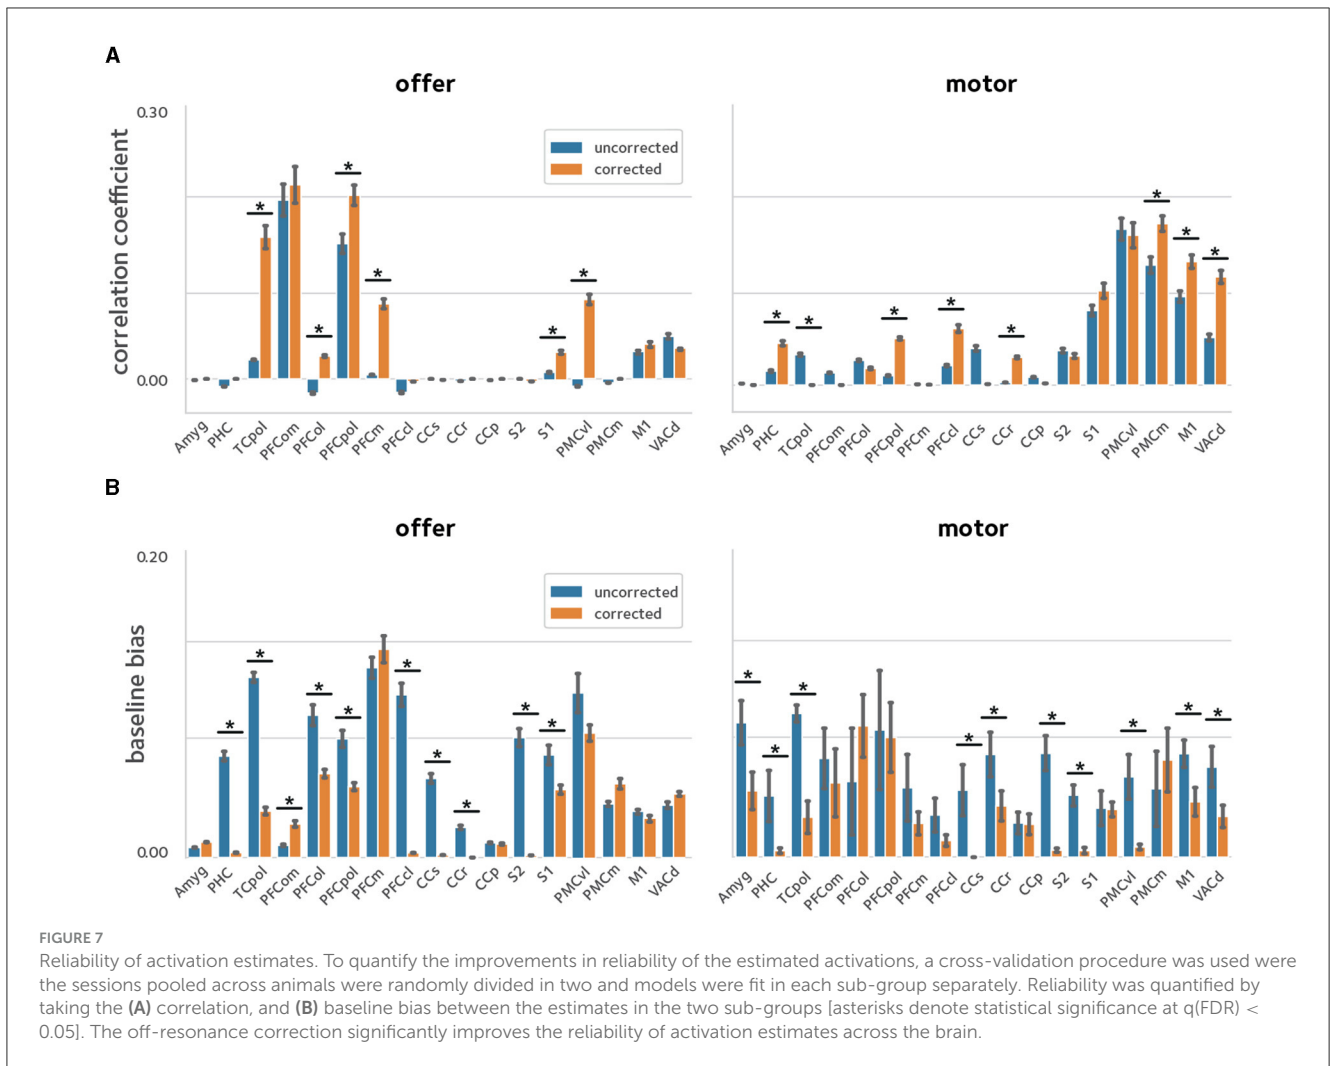 A
offer
motor
0.30
correlation coefficient
0.00
uncorrected
corrected
* * * * * * *
* * * * * * * *
Amyg PHC TCpol PFCom PFCol PFCpol PFCm PFCcl CCs CCr CCp S2 S1 PMCvl PMCm M1 VACd
Amyg PHC TCpol PFCom PFCol PFCpol PFCm PFCcl CCs CCr CCp S2 S1 PMCvl PMCm M1 VACd
B
offer
motor
0.20
baseline bias
0.00
uncorrected
corrected
* * * * * * * * * *
* * * * * * * * * *
Amyg PHC TCpol PFCom PFCol PFCpol PFCm PFCcl CCs CCr CCp S2 S1 PMCvl PMCm M1 VACd
Amyg PHC TCpol PFCom PFCol PFCpol PFCm PFCcl CCs CCr CCp S2 S1 PMCvl PMCm M1 VACd
FIGURE 7
Reliability of activation estimates. To quantify the improvements in reliability of the estimated activations, a cross-validation procedure was used were
the sessions pooled across animals were randomly divided in two and models were fit in each sub-group separately. Reliability was quantified by
taking the (A) correlation, and (B) baseline bias between the estimates in the two sub-groups [asterisks denote statistical significance at q(FDR) <
0.05]. The off-resonance correction significantly improves the reliability of activation estimates across the brain.